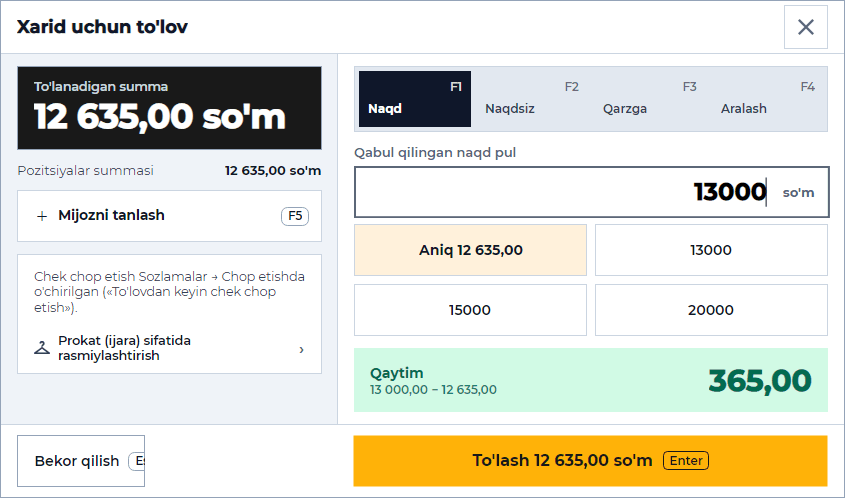 Xarid uchun to'lov
To'lanadigan summa
12 635,00 so'm
Pozitsiyalar summasi 12 635,00 so'm
+ Mijozni tanlash F5
Chek chop etish Sozlamalar → Chop etishda
o'chirilgan («To'lovdan keyin chek chop
etish»).
Prokat (ijara) sifatida
rasmiylashtirish ›
F1
Naqd
F2
Naqdsiz
F3
Qarzga
F4
Aralash
Qabul qilingan naqd pul
13000 so'm
Aniq 12 635,00
13000
15000
20000
Qaytim
13 000,00 − 12 635,00
365,00
Bekor qilish
To'lash 12 635,00 so'm Enter